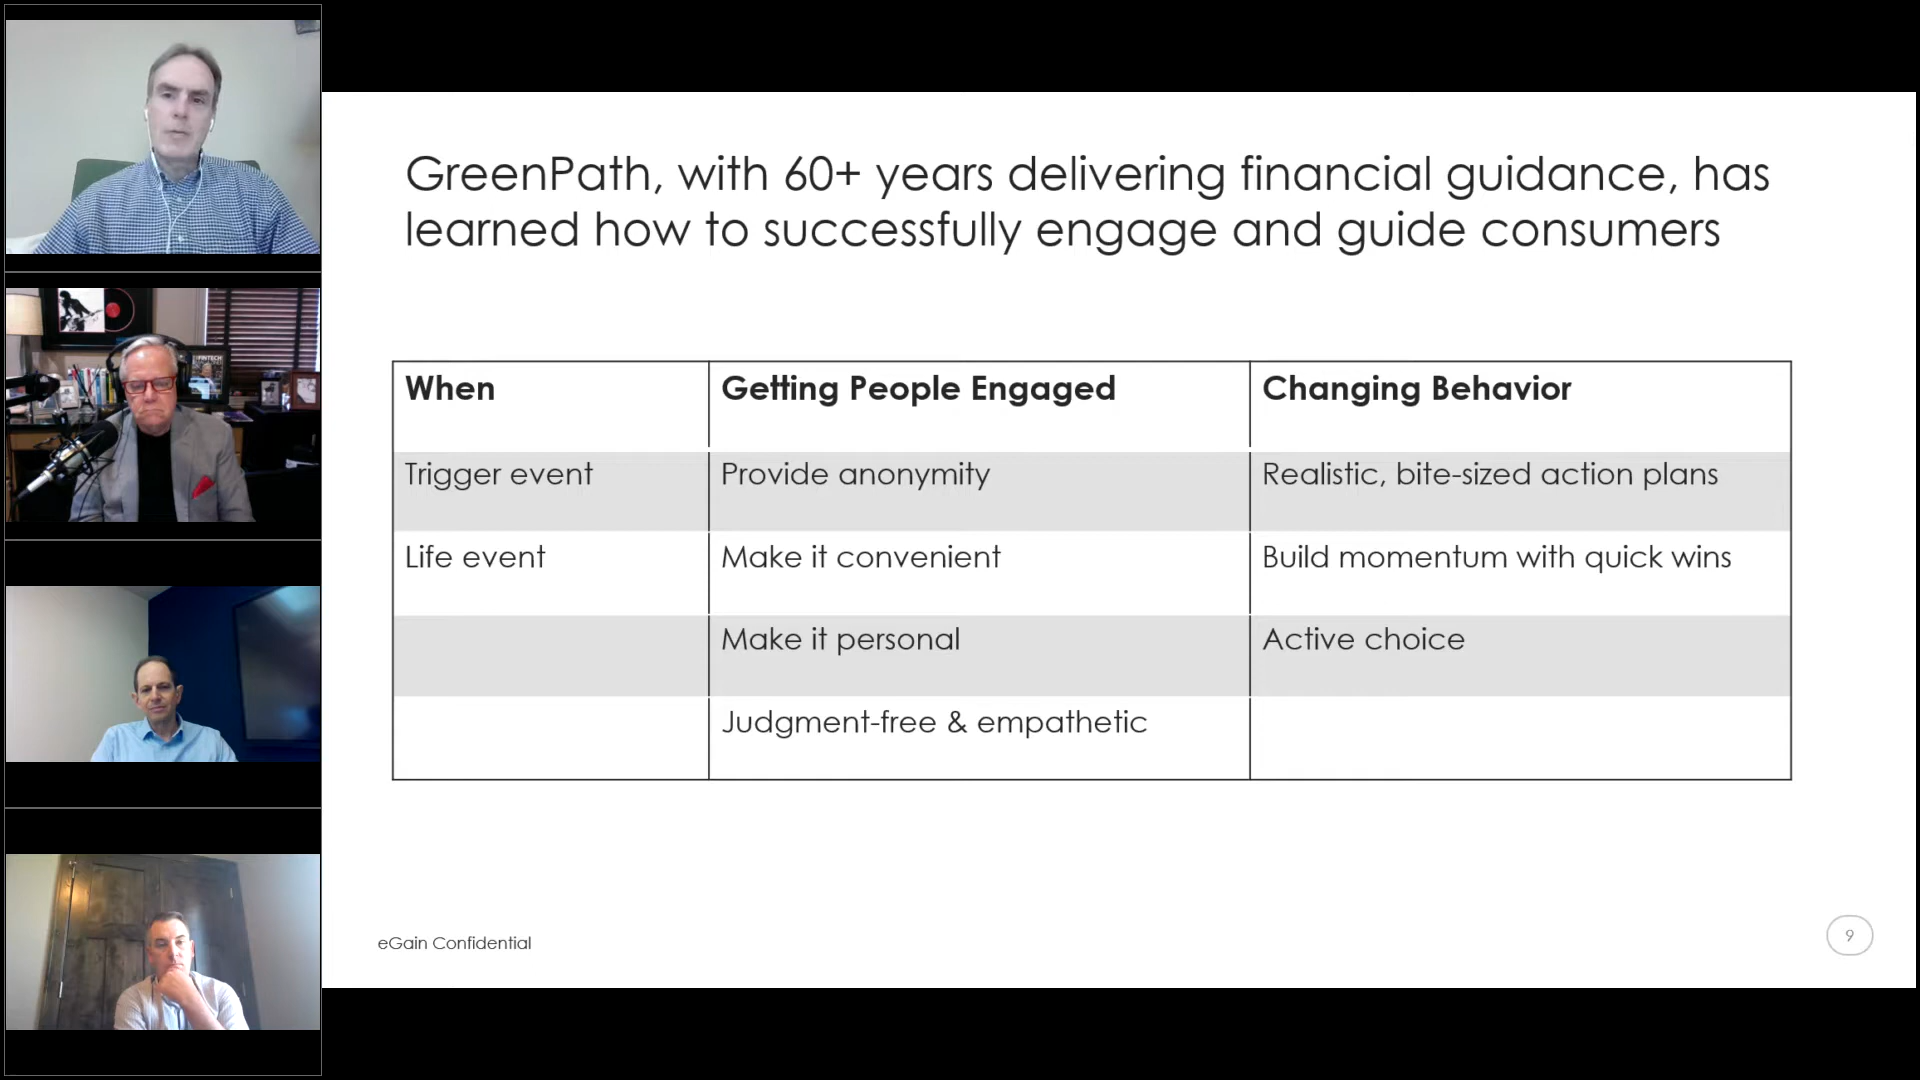 FINTECH
GreenPath, with 60+ years delivering financial guidance, has
learned how to successfully engage and guide consumers
When
Getting People Engaged
Changing Behavior
Trigger event
Provide anonymity
Realistic, bite-sized action plans
Life event
Make it convenient
Build momentum with quick wins
Make it personal
Active choice
Judgment-free & empathetic
eGain Confidential
9